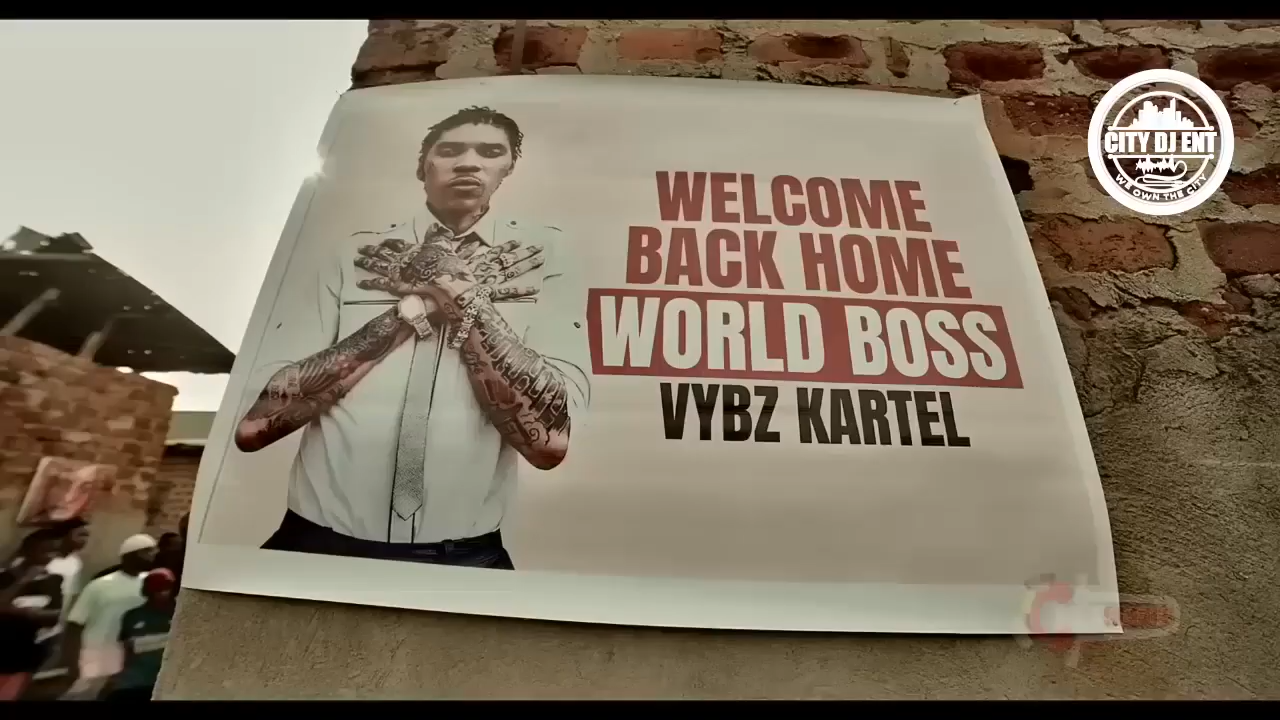 WELCOME
BACK HOME
WORLD BOSS
VYBZ KARTEL
CITY DJ ENT
WE OWN THE CITY